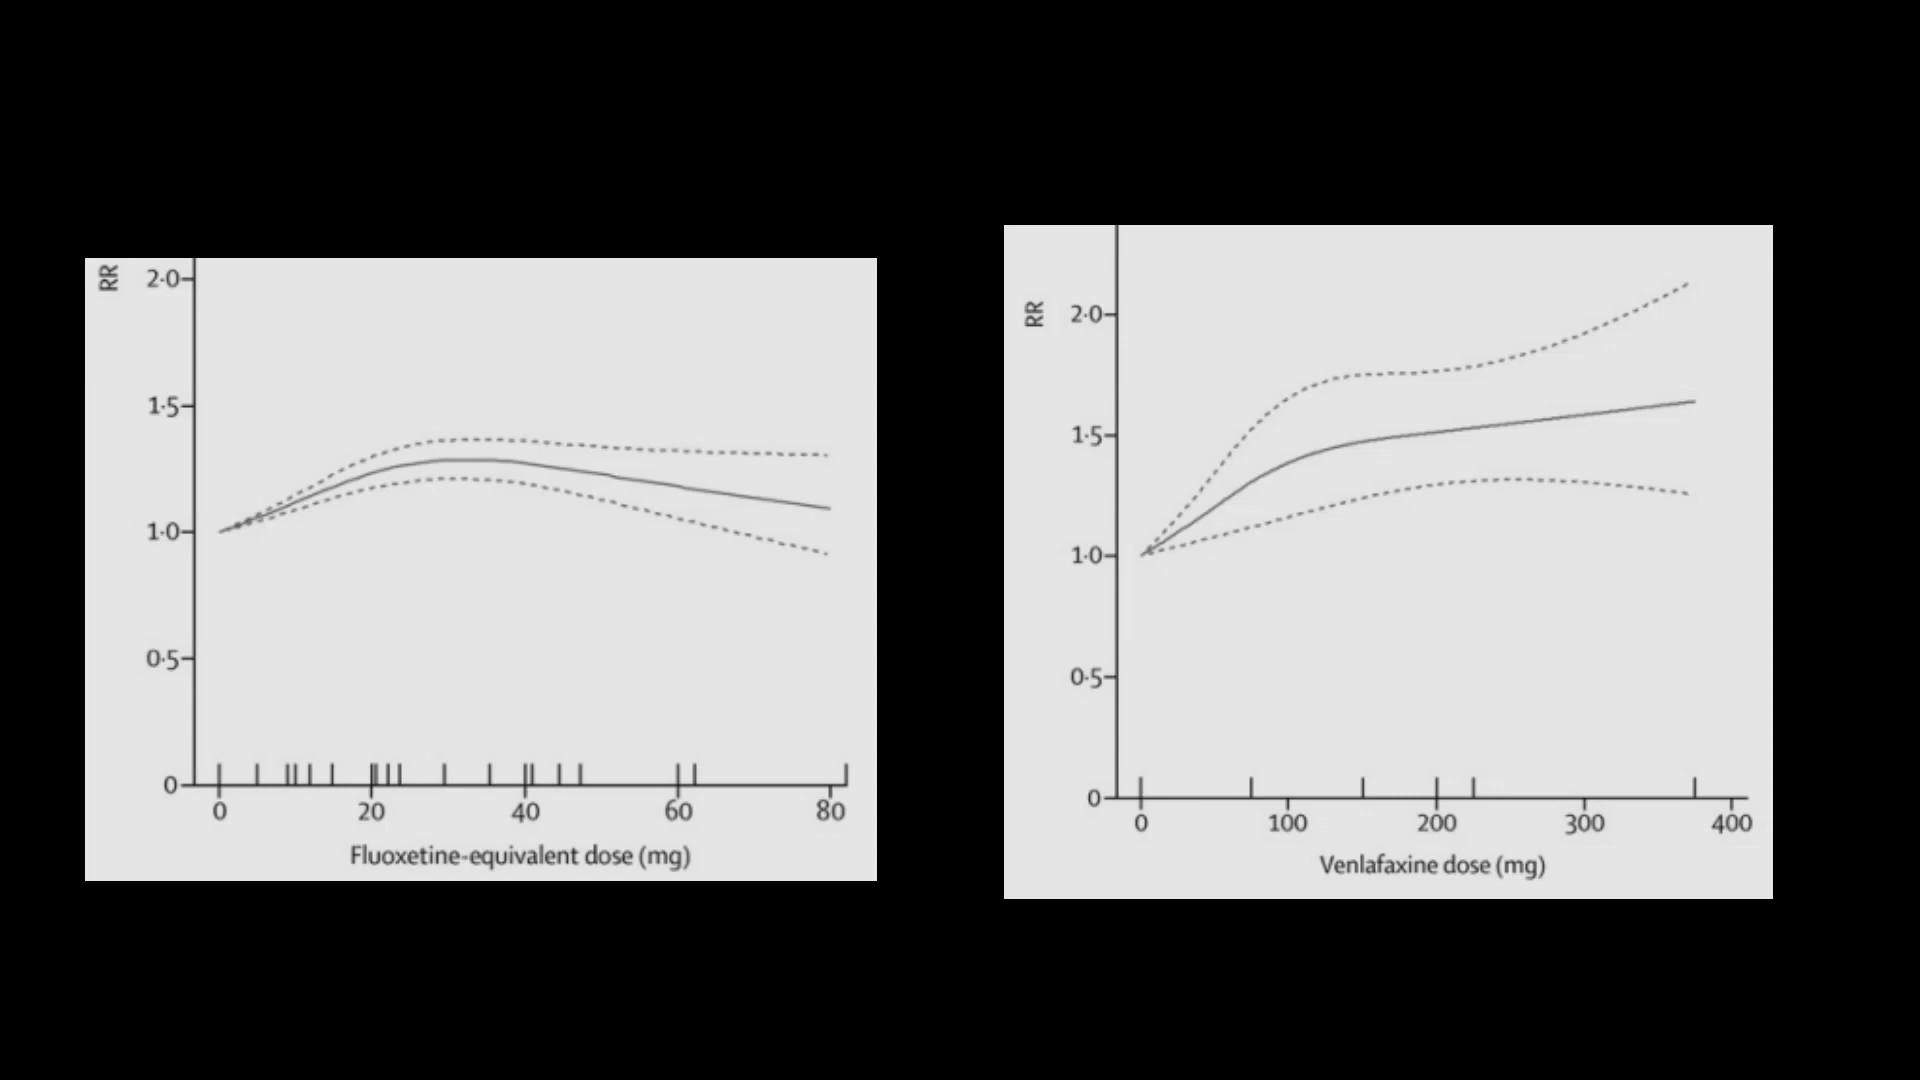 RR
2·0
1·5
1·0
0·5
0
0 20 40 60 80
Fluoxetine-equivalent dose (mg)
RR
2·0
1·5
1·0
0·5
0
0 100 200 300 400
Venlafaxine dose (mg)